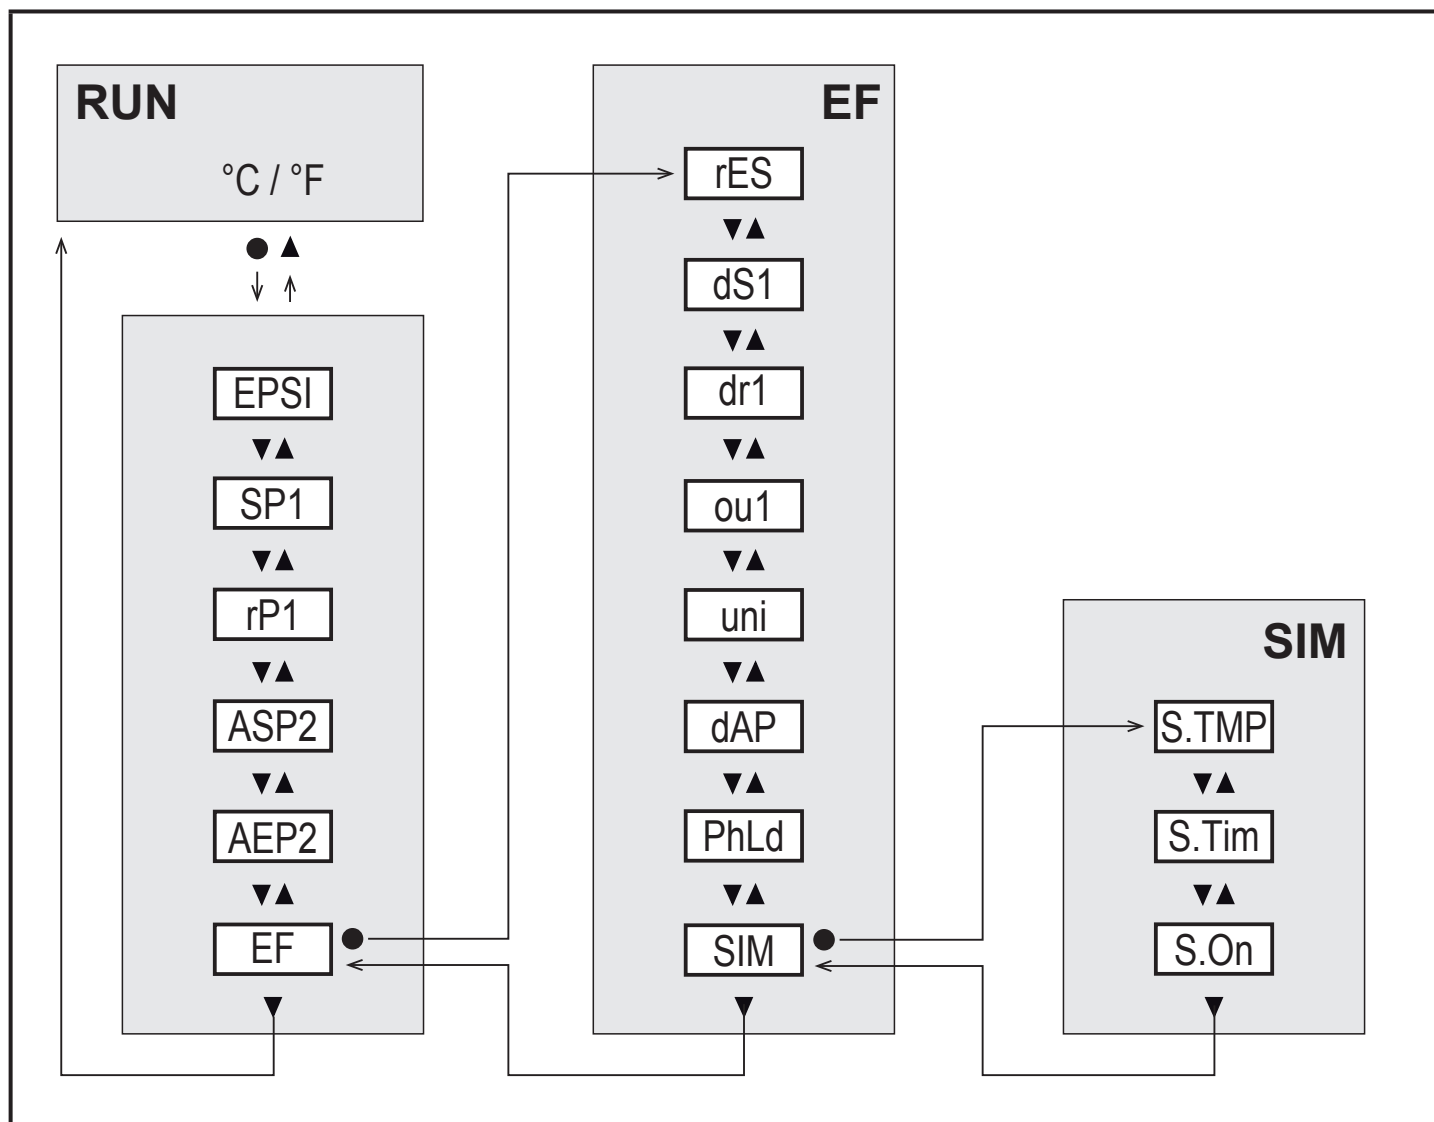 RUN
°C / °F
EPSI
SP1
rP1
ASP2
AEP2
EF
EF
rES
dS1
dr1
ou1
uni
dAP
PhLd
SIM
SIM
S.TMP
S.Tim
S.On